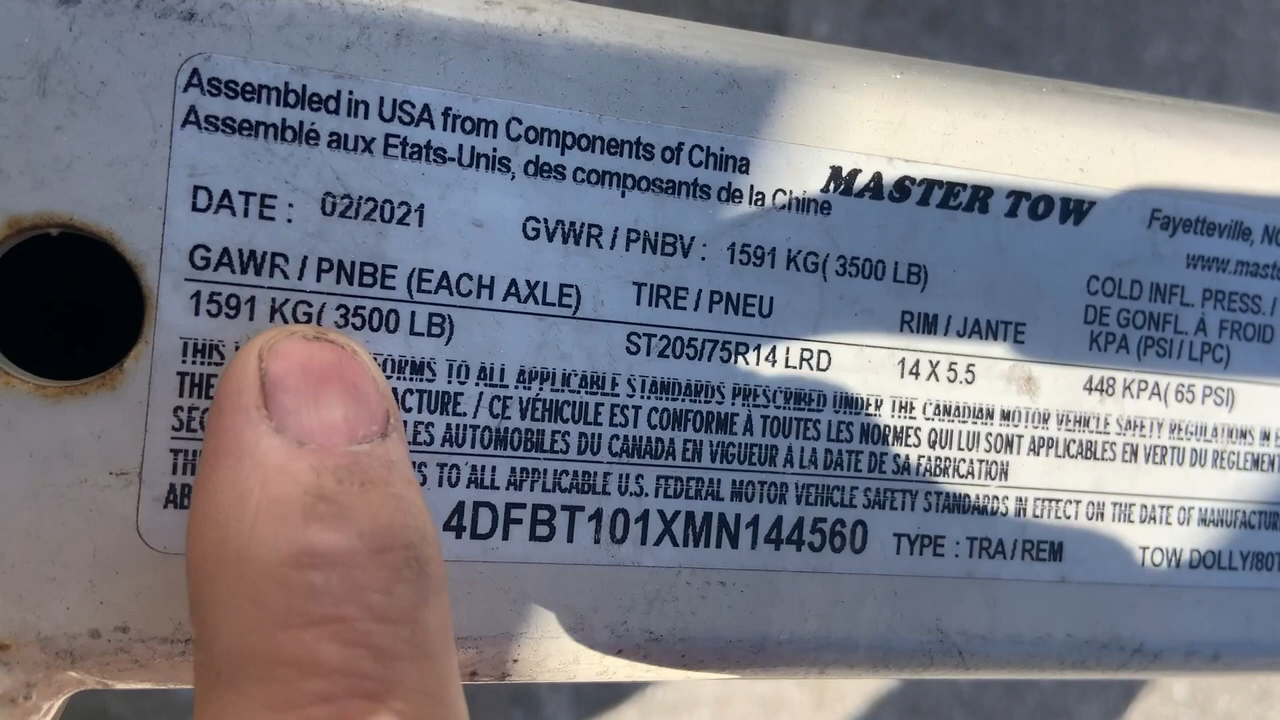 Assembled in USA from Components of China
Assemblé aux Etats-Unis, des composants de la Chine
MASTER TOW
Fayetteville, NC
www.maste
DATE : 02/2021
GVWR / PNBV : 1591 KG( 3500 LB)
GAWR / PNBE (EACH AXLE)
TIRE / PNEU
RIM / JANTE
COLD INFL. PRESS. /
DE GONFL. À FROID
KPA (PSI / LPC)
1591 KG( 3500 LB)
ST205/75R14 LRD
14 X 5.5
448 KPA( 65 PSI)
THIS ORMS TO ALL APPLICABLE STANDARDS PRESCRIBED UNDER THE CANADIAN MOTOR VEHICLE SAFETY REGULATIONS IN
THE ACTURE. / CE VÉHICULE EST CONFORME À TOUTES LES NORMES QUI LUI SONT APPLICABLES EN VERTU DU REGLEMENT
SÉC LES AUTOMOBILES DU CANADA EN VIGUEUR À LA DATE DE SA FABRICATION
TH S TO ALL APPLICABLE U.S. FEDERAL MOTOR VEHICLE SAFETY STANDARDS IN EFFECT ON THE DATE OF MANUFACTUR
AB
4DFBT101XMN144560
TYPE : TRA / REM
TOW DOLLY/80T